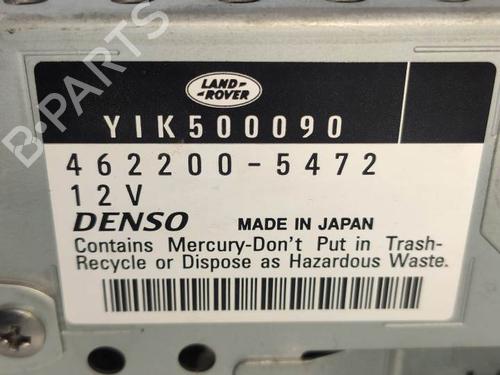 LAND-
-ROVER
YIK500090
462200-5472
12V
DENSO MADE IN JAPAN
Contains Mercury-Don't Put in Trash-
Recycle or Dispose as Hazardous Waste.
B-PARTS